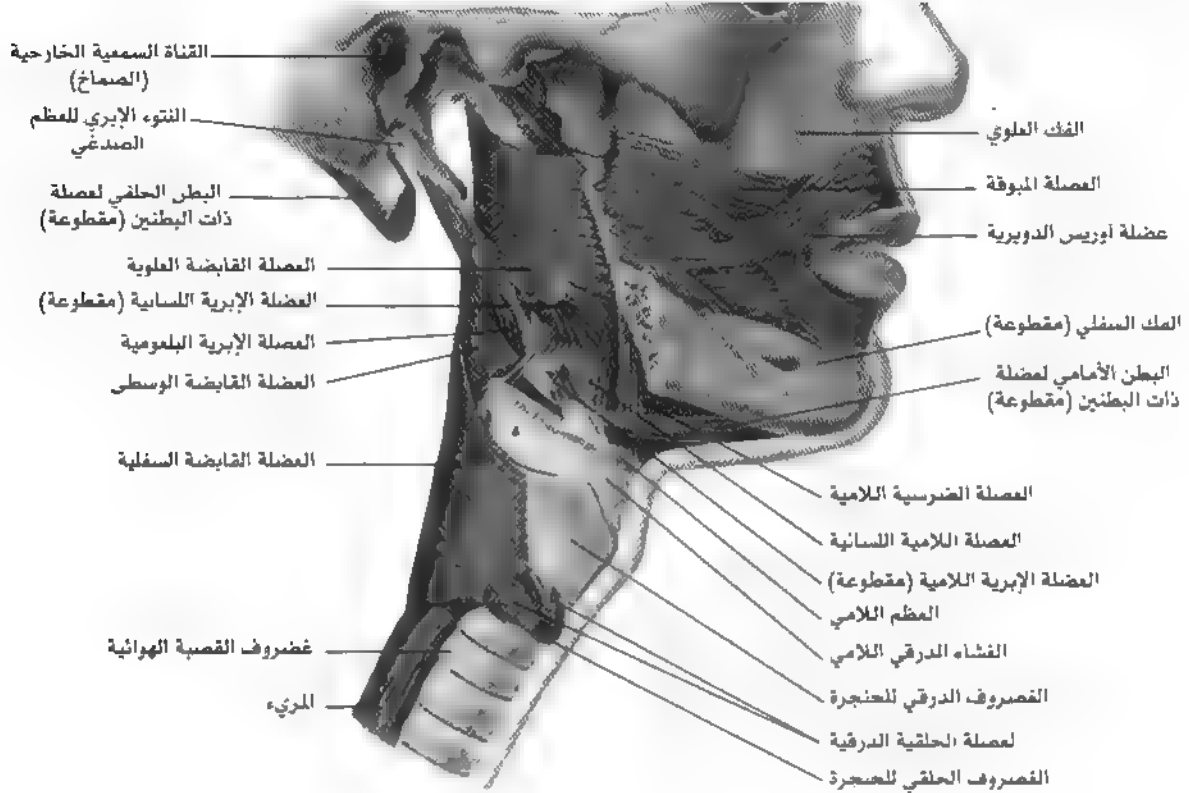 القناة السمعية الخارجية
(الصماخ)
النتوء الإبري للعظم
الصدغي
البطن الحلفي لعضلة
ذات البطنين (مقطوعة)
العضلة القابضة العلوية
العضلة الإبرية اللسانية (مقطوعة)
العضلة الإبرية البلعومية
العضلة القابضة الوسطى
العضلة القابضة السفلية
غضروف القصبة الهوائية
المريء
الفك العلوي
العضلة المبوقة
عضلة أوريس الدويرية
الفك السفلي (مقطوعة)
البطن الأمامي لعضلة
ذات البطنين (مقطوعة)
العضلة الضرسية اللامية
العضلة اللامية اللسانية
العضلة الإبرية اللامية (مقطوعة)
العظم اللامي
الغشاء الدرقي اللامي
الغضروف الدرقي للحنجرة
لعضلة الحلقية الدرقية
الغضروف الحلقي للحنجرة